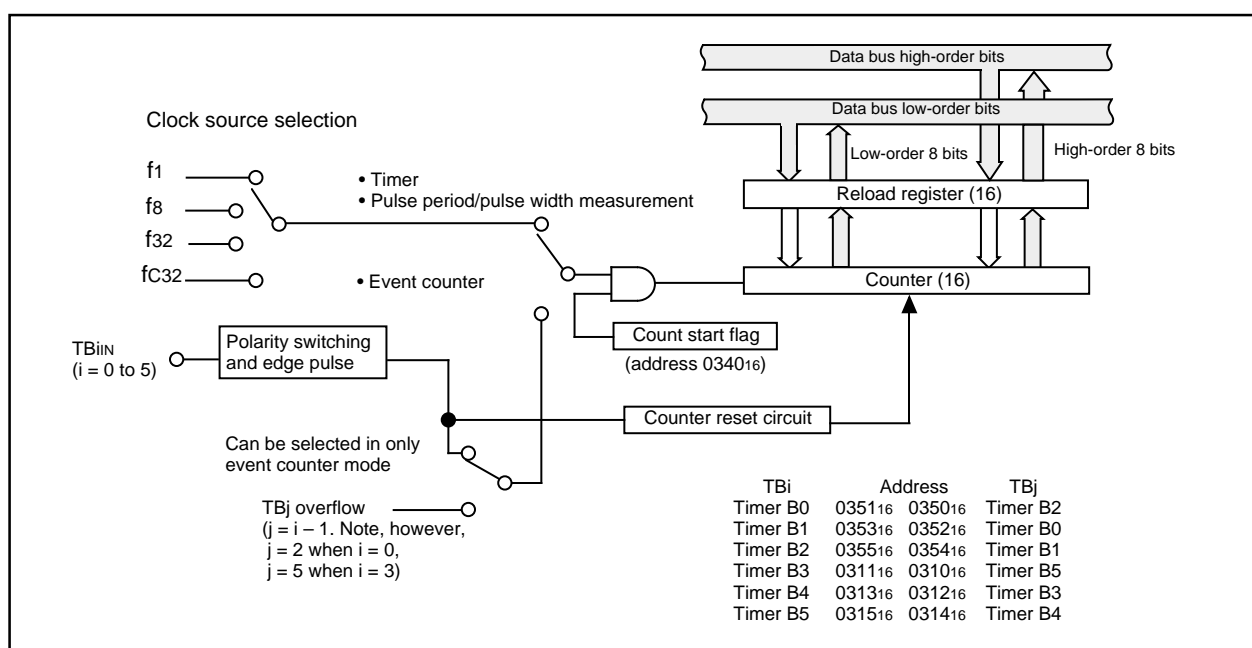 Data bus high-order bits
Data bus low-order bits
Clock source selection
Low-order 8 bits
High-order 8 bits
f1
• Timer
• Pulse period/pulse width measurement
Reload register (16)
f8
f32
fC32
• Event counter
Counter (16)
TBiIN
(i = 0 to 5)
Polarity switching
and edge pulse
Count start flag
(address 034016)
Counter reset circuit
Can be selected in only
event counter mode
TBj overflow
(j = i – 1. Note, however,
j = 2 when i = 0,
j = 5 when i = 3)
TBi Address TBj
Timer B0 035116 035016 Timer B2
Timer B1 035316 035216 Timer B0
Timer B2 035516 035416 Timer B1
Timer B3 031116 031016 Timer B5
Timer B4 031316 031216 Timer B3
Timer B5 031516 031416 Timer B4